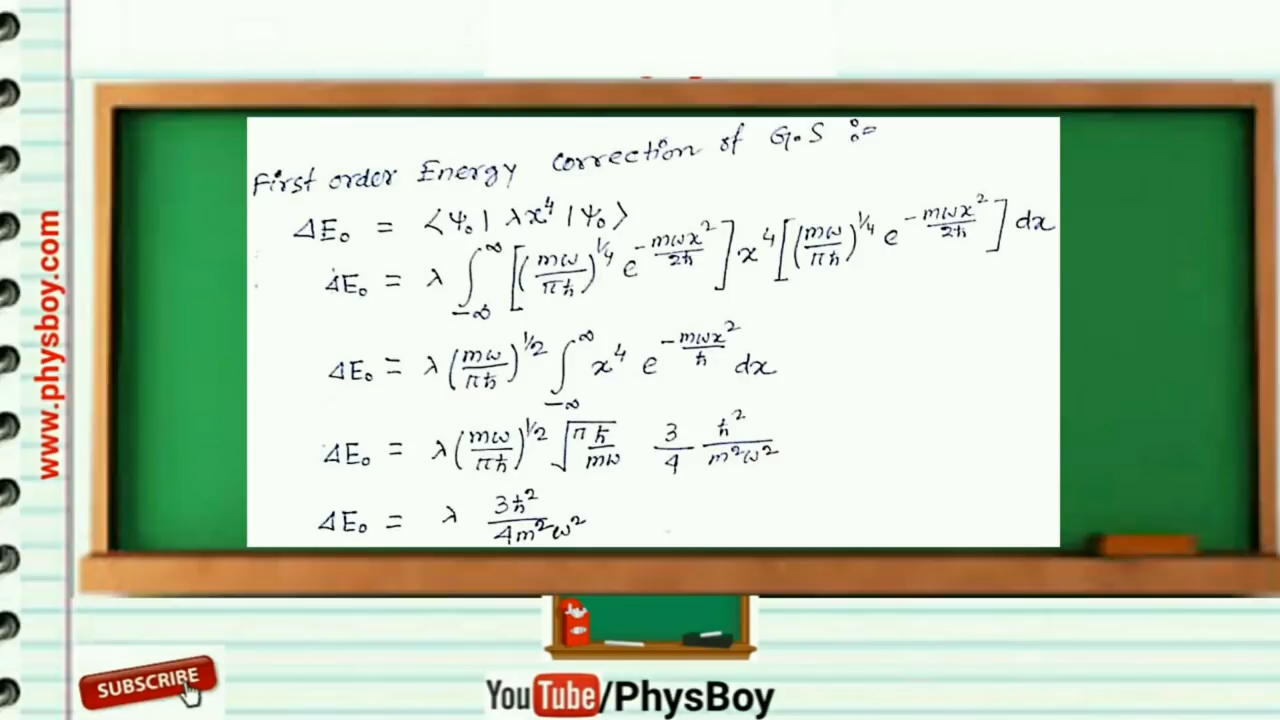 First order Energy Correction of G.S :-
ΔE₀ = ⟨ψ₀| λx⁴ |ψ₀⟩
ΔE₀ = λ ∫_{-∞}^{∞} [(mω/πħ)^{1/4} e^{-mωx²/2ħ}] x⁴ [(mω/πħ)^{1/4} e^{-mωx²/2ħ}] dx
ΔE₀ = λ (mω/πħ)^{1/2} ∫_{-∞}^{∞} x⁴ e^{-mωx²/ħ} dx
ΔE₀ = λ (mω/πħ)^{1/2} √(πħ/mω) 3/4 ħ²/m²ω²
ΔE₀ = λ 3ħ²/4m²ω²
www.physboy.com
SUBSCRIBE
YouTube/PhysBoy